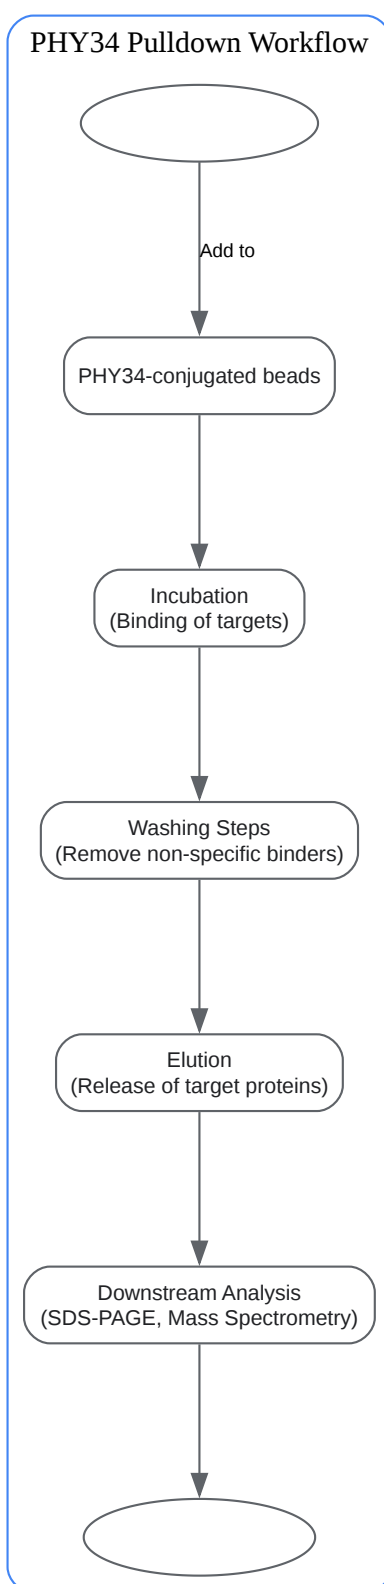 PHY34 Pulldown Workflow
Add to
PHY34-conjugated beads
Incubation
(Binding of targets)
Washing Steps
(Remove non-specific binders)
Elution
(Release of target proteins)
Downstream Analysis
(SDS-PAGE, Mass Spectrometry)